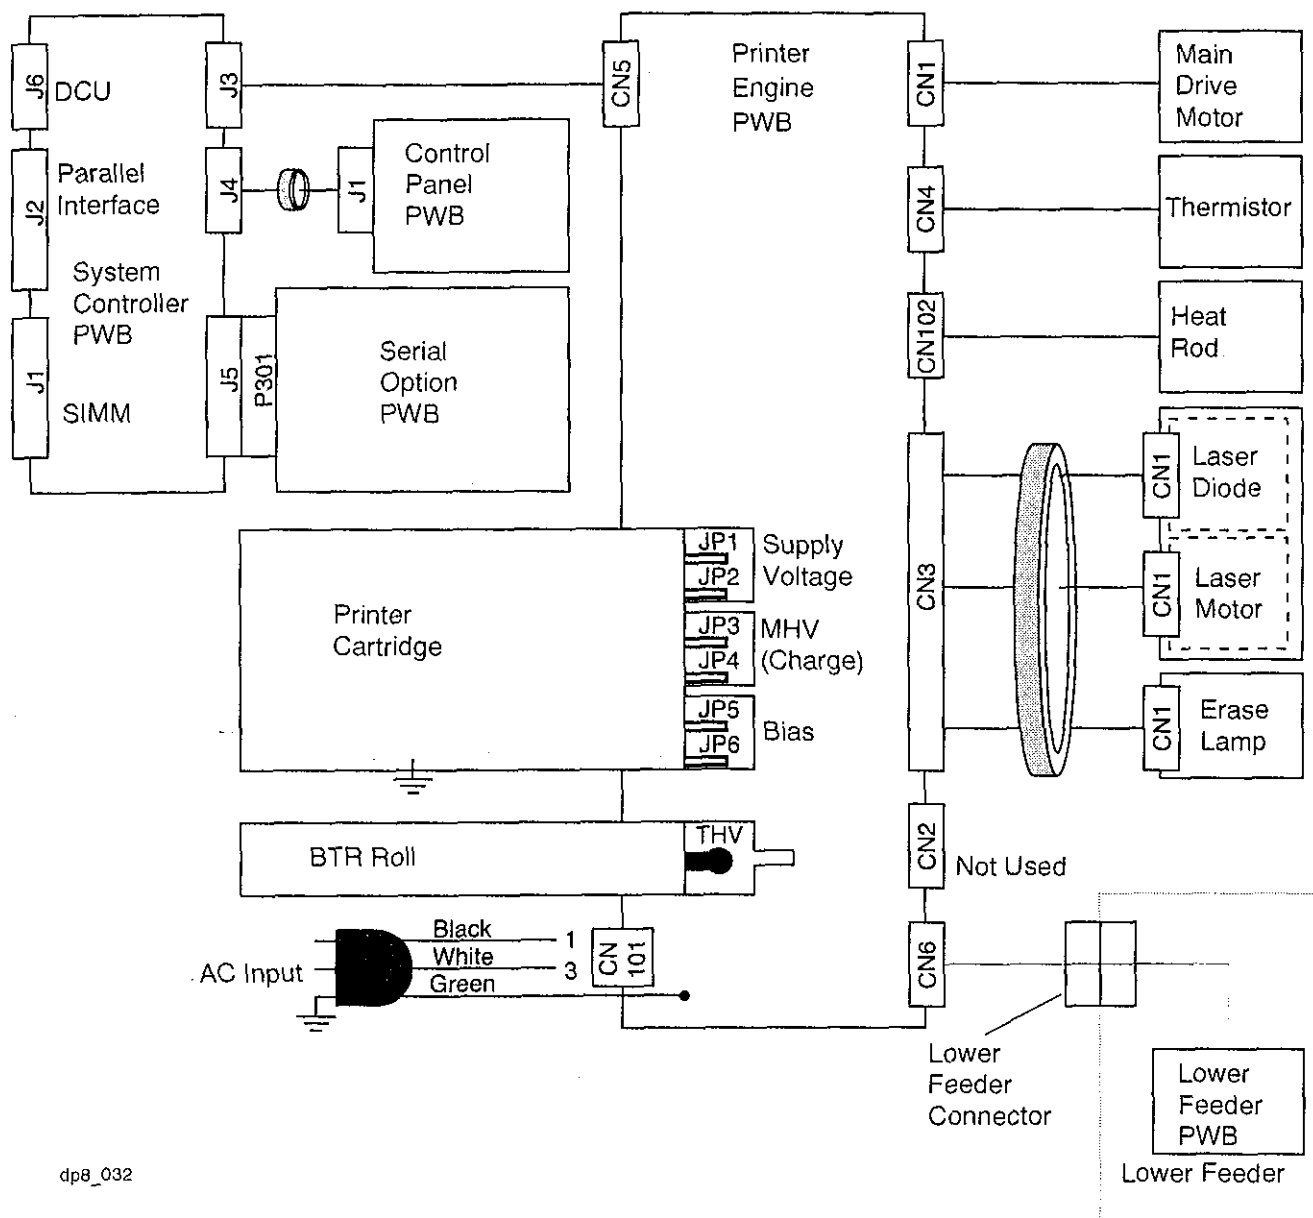 J6
DCU
J3
CN5
Printer
Engine
PWB
CN1
Main
Drive
Motor
J2
Parallel
Interface
J4
J1
Control
Panel
PWB
CN4
Thermistor
System
Controller
PWB
J1
SIMM
J5
P301
Serial
Option
PWB
CN102
Heat
Rod
CN3
CN1
Laser
Diode
CN1
Laser
Motor
CN1
Erase
Lamp
Printer
Cartridge
JP1
JP2
Supply
Voltage
JP3
JP4
MHV
(Charge)
JP5
JP6
Bias
BTR Roll
THV
CN2
Not Used
AC Input
Black
White
Green
1
3
CN
101
CN6
Lower
Feeder
Connector
Lower
Feeder
PWB
Lower Feeder
dp8_032